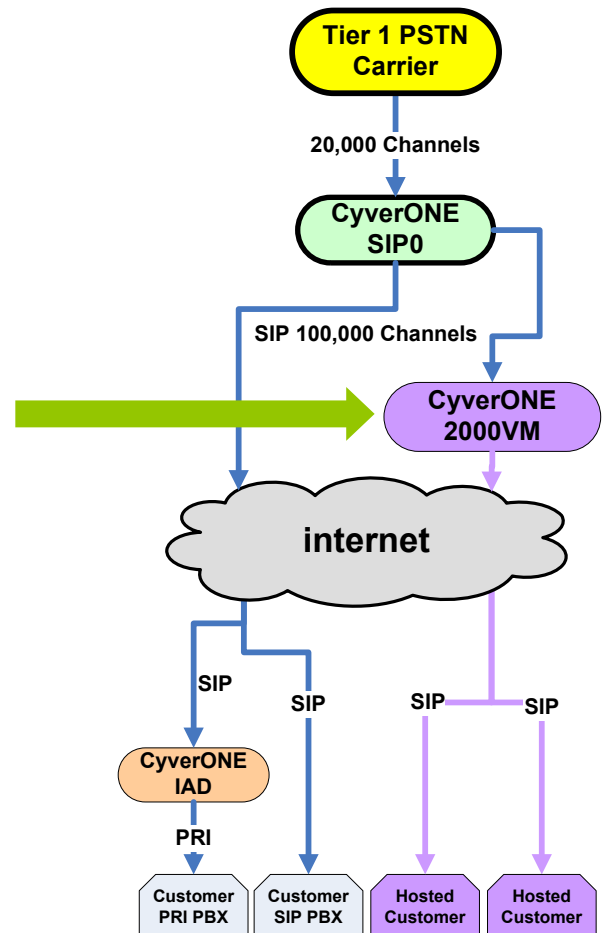 Tier 1 PSTN
Carrier
20,000 Channels
CyverONE
SIP0
SIP 100,000 Channels
CyverONE
2000VM
internet
SIP
SIP
SIP
SIP
CyverONE
IAD
PRI
Customer
PRI PBX
Customer
SIP PBX
Hosted
Customer
Hosted
Customer